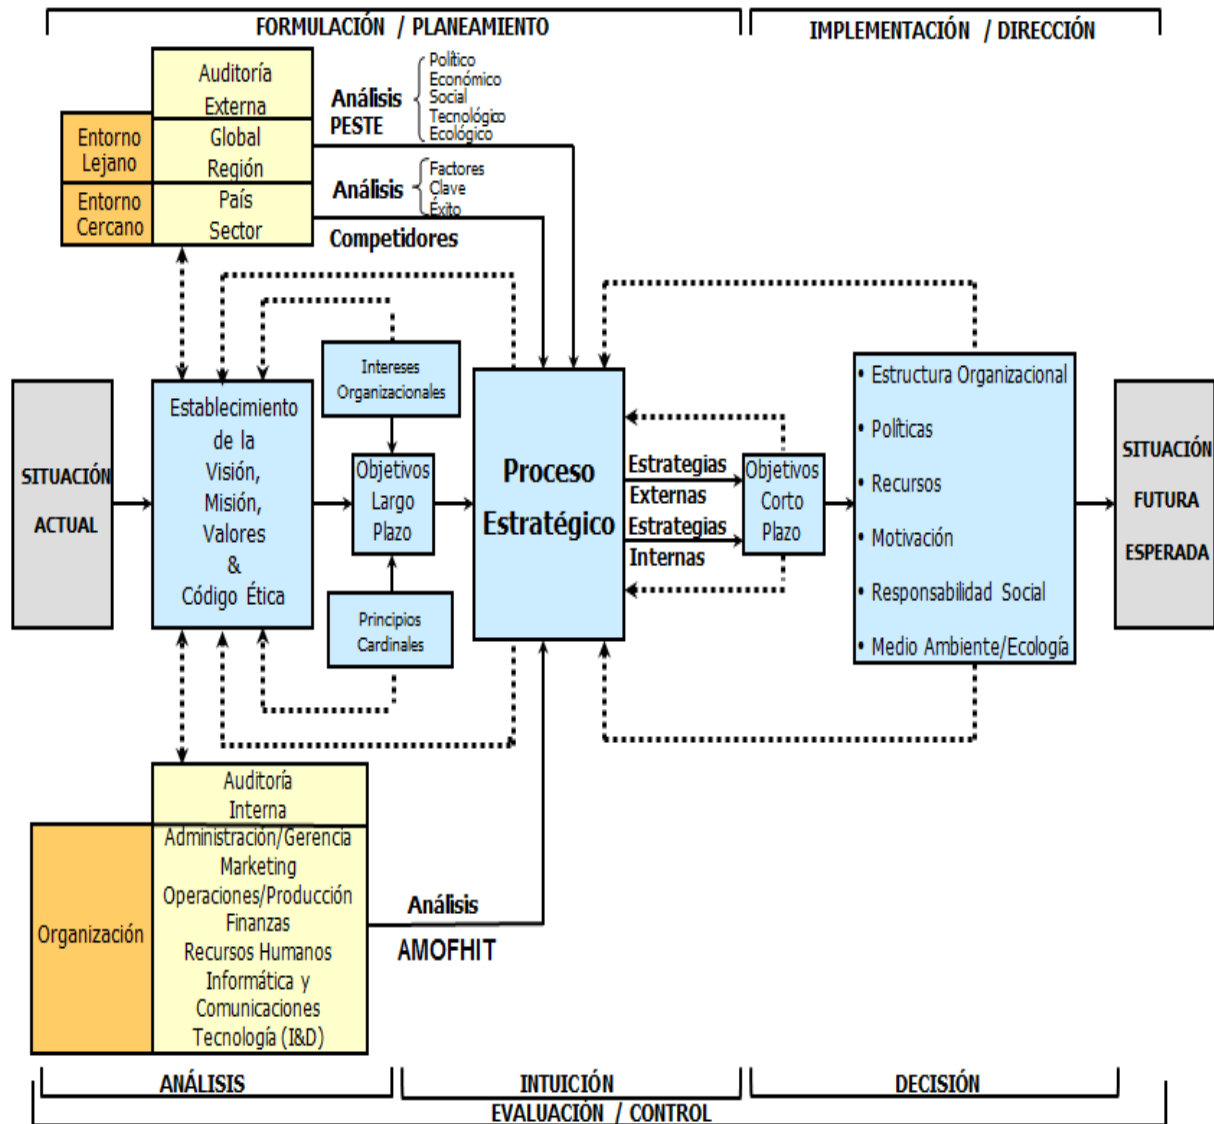 FORMULACIÓN / PLANEAMIENTO
IMPLEMENTACIÓN / DIRECCIÓN
Auditoría
Externa
Entorno
Lejano
Global
Región
Entorno
Cercano
País
Sector
Análisis
PESTE
Político
Económico
Social
Tecnológico
Ecológico
Análisis
Factores
Clave
Éxito
Competidores
SITUACIÓN
ACTUAL
Establecimiento
de la
Visión,
Misión,
Valores
&
Código Ética
Intereses
Organizacionales
Objetivos
Largo
Plazo
Principios
Cardinales
Proceso
Estratégico
Estrategias
Externas
Estrategias
Internas
Objetivos
Corto
Plazo
• Estructura Organizacional
• Políticas
• Recursos
• Motivación
• Responsabilidad Social
• Medio Ambiente/Ecología
SITUACIÓN
FUTURA
ESPERADA
Auditoría
Interna
Organización
Administración/Gerencia
Marketing
Operaciones/Producción
Finanzas
Recursos Humanos
Informática y
Comunicaciones
Tecnología (I&D)
Análisis
AMOFHIT
ANÁLISIS
INTUICIÓN
DECISIÓN
EVALUACIÓN / CONTROL